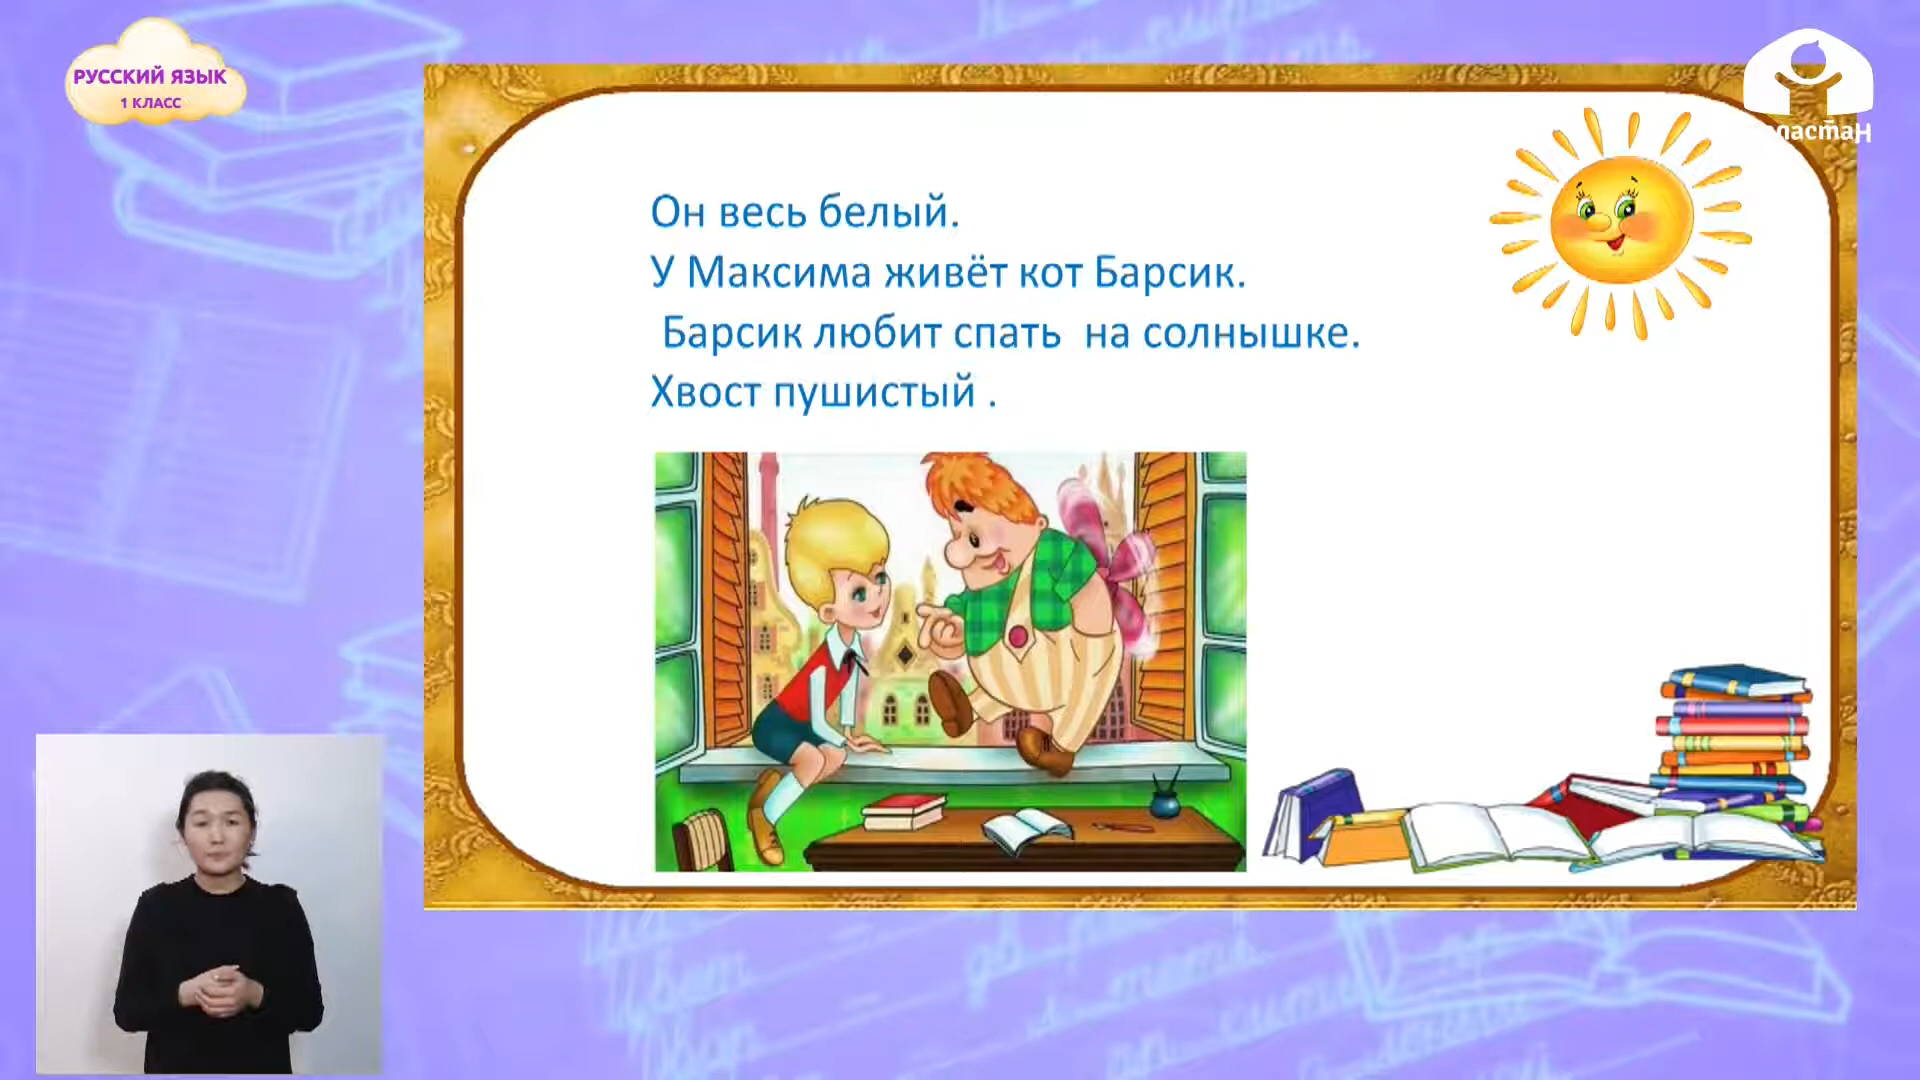 РУССКИЙ ЯЗЫК
1 КЛАСС
Он весь белый.
У Максима живёт кот Барсик.
Барсик любит спать на солнышке.
Хвост пушистый .